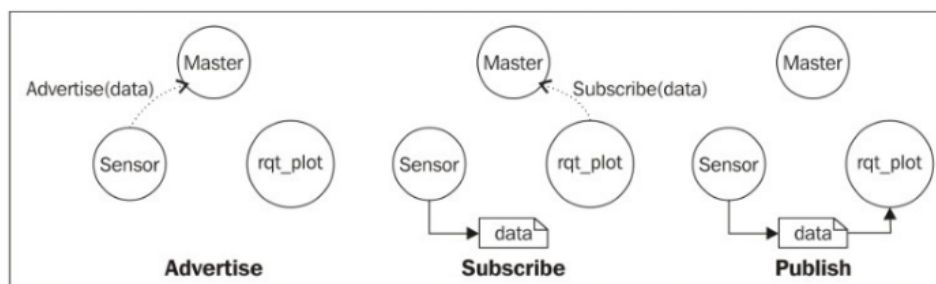 Master
Advertise(data)
Sensor
rqt_plot
Advertise
Master
Subscribe(data)
Sensor
rqt_plot
data
Subscribe
Master
Sensor
rqt_plot
data
Publish